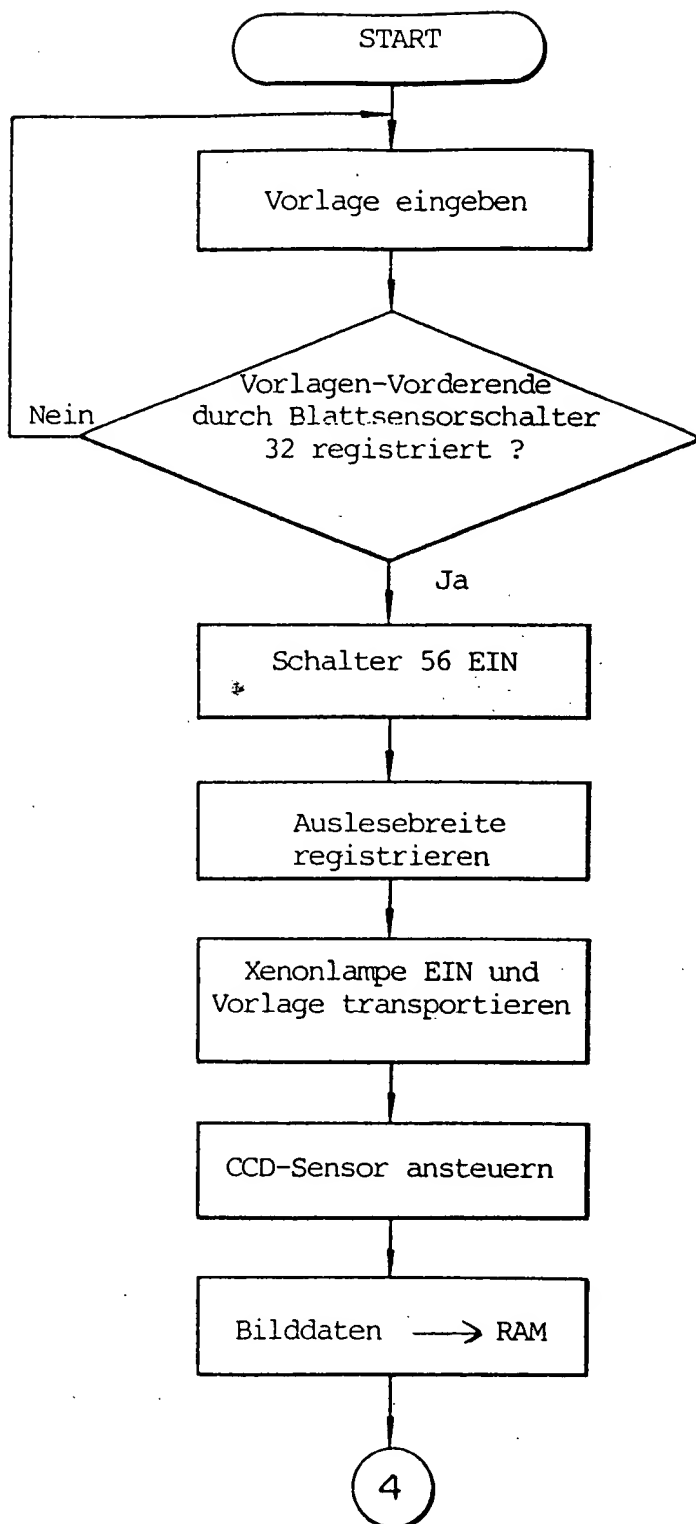 START
Vorlage eingeben
Vorlagen-Vorderende
durch Blattsensorschalter
32 registriert ?
Nein
Ja
Schalter 56 EIN
Auslesebreite
registrieren
Xenonlampe EIN und
Vorlage transportieren
CCD-Sensor ansteuern
Bilddaten → RAM
4